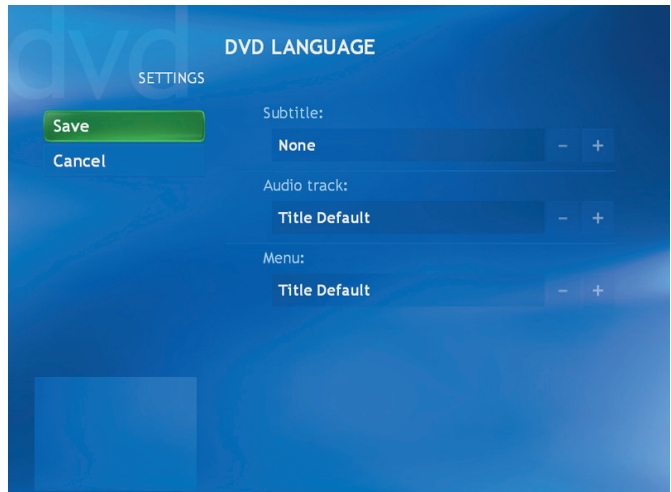 dvd
DVD LANGUAGE
SETTINGS
Save
Cancel
Subtitle:
None - +
Audio track:
Title Default - +
Menu:
Title Default - +